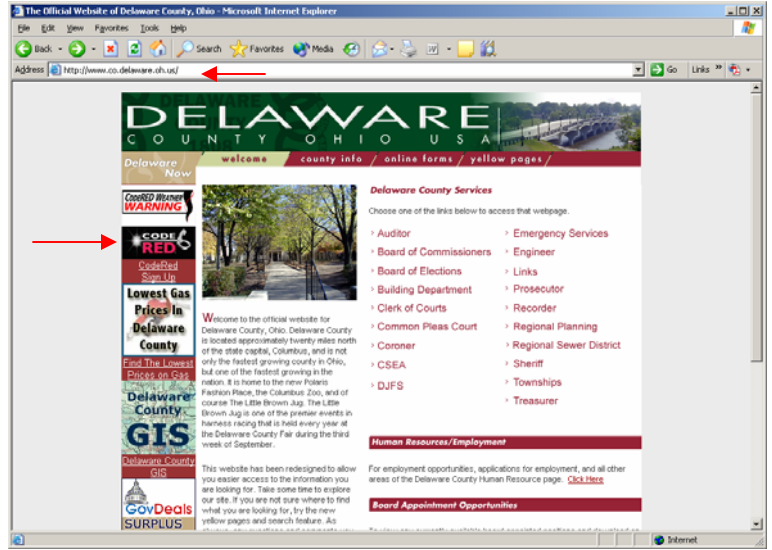 The Official Website of Delaware County, Ohio - Microsoft Internet Explorer
File Edit View Favorites Tools Help
Back Search Favorites Media
Address http://www.co.delaware.oh.us/ Go Links »
DELAWARE
COUNTY OHIO USA
Delaware Now
welcome / county info / online forms / yellow pages /
CodeRED Weather
WARNING
CODE
RED
CodeRed
Sign Up
Lowest Gas
Prices In
Delaware
County
Find The Lowest
Prices on Gas
Delaware
County
GIS
Delaware County
GIS
GovDeals
SURPLUS
Welcome to the official website for
Delaware County, Ohio. Delaware County
is located approximately twenty miles north
of the state capital, Columbus, and is not
only the fastest growing county in Ohio,
but one of the fastest growing in the
nation. It is home to the new Polaris
Fashion Place, the Columbus Zoo, and of
course The Little Brown Jug. The Little
Brown Jug is one of the premier events in
harness racing that is held every year at
the Delaware County Fair during the third
week of September.
This website has been redesigned to allow
you easier access to the information you
are looking for. Take some time to explore
our site. If you are not sure where to find
what you are looking for, try the new
yellow pages and search feature. As
Delaware County Services
Choose one of the links below to access that webpage.
› Auditor
› Board of Commissioners
› Board of Elections
› Building Department
› Clerk of Courts
› Common Pleas Court
› Coroner
› CSEA
› DJFS
› Emergency Services
› Engineer
› Links
› Prosecutor
› Recorder
› Regional Planning
› Regional Sewer District
› Sheriff
› Townships
› Treasurer
Human Resources/Employment
For employment opportunities, applications for employment, and all other
areas of the Delaware County Human Resource page. Click Here
Board Appointment Opportunities
Internet